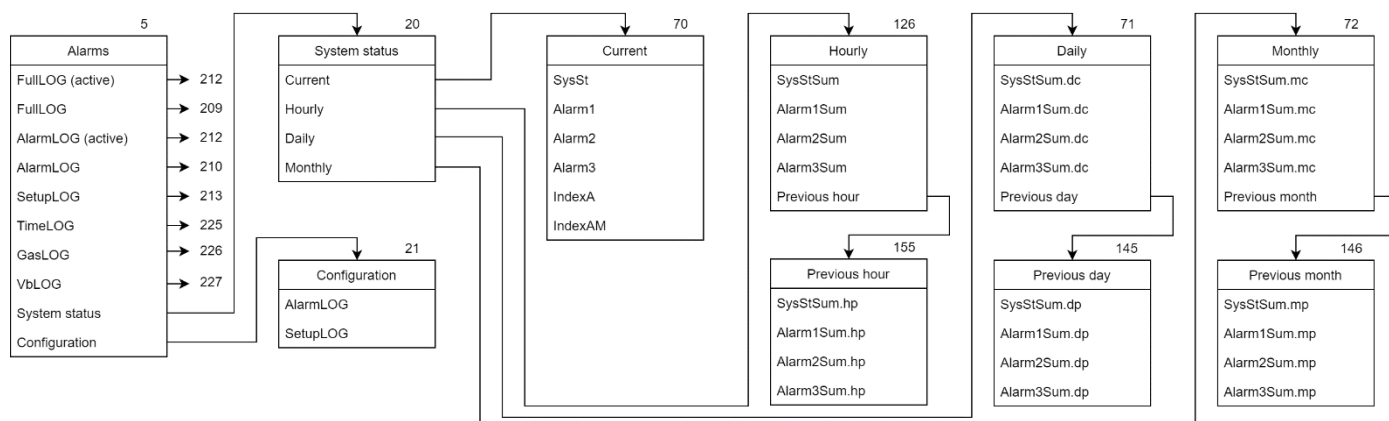 5
Alarms
FullLOG (active)
212
FullLOG
209
AlarmLOG (active)
212
AlarmLOG
210
SetupLOG
213
TimeLOG
225
GasLOG
226
VbLOG
227
System status
Configuration
20
System status
Current
Hourly
Daily
Monthly
21
Configuration
AlarmLOG
SetupLOG
70
Current
SysSt
Alarm1
Alarm2
Alarm3
IndexA
IndexAM
126
Hourly
SysStSum
Alarm1Sum
Alarm2Sum
Alarm3Sum
Previous hour
155
Previous hour
SysStSum.hp
Alarm1Sum.hp
Alarm2Sum.hp
Alarm3Sum.hp
71
Daily
SysStSum.dc
Alarm1Sum.dc
Alarm2Sum.dc
Alarm3Sum.dc
Previous day
145
Previous day
SysStSum.dp
Alarm1Sum.dp
Alarm2Sum.dp
Alarm3Sum.dp
72
Monthly
SysStSum.mc
Alarm1Sum.mc
Alarm2Sum.mc
Alarm3Sum.mc
Previous month
146
Previous month
SysStSum.mp
Alarm1Sum.mp
Alarm2Sum.mp
Alarm3Sum.mp